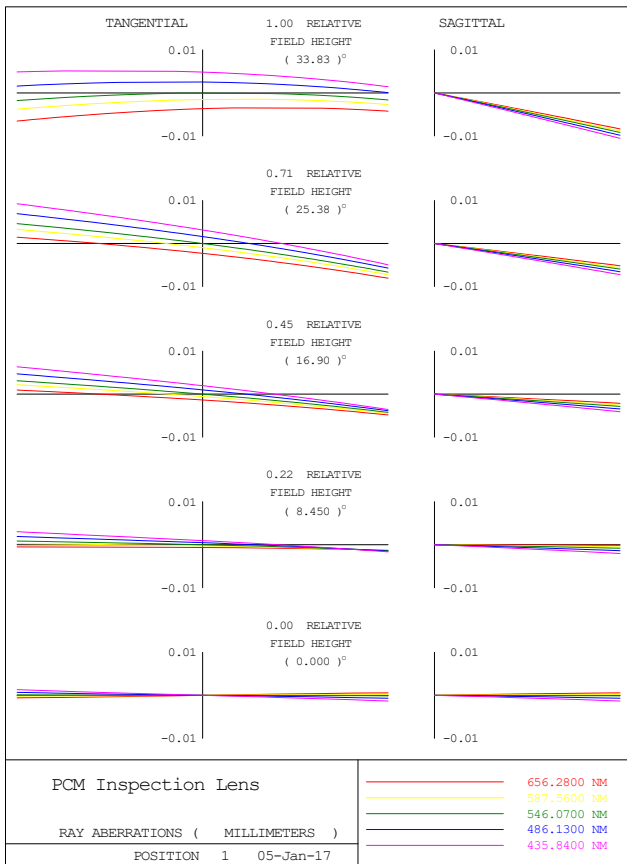 TANGENTIAL 1.00 RELATIVE SAGITTAL
FIELD HEIGHT
( 33.83 )°
0.01 0.01
-0.01 -0.01
0.71 RELATIVE
FIELD HEIGHT
( 25.38 )°
0.01 0.01
-0.01 -0.01
0.45 RELATIVE
FIELD HEIGHT
( 16.90 )°
0.01 0.01
-0.01 -0.01
0.22 RELATIVE
FIELD HEIGHT
( 8.450 )°
0.01 0.01
-0.01 -0.01
0.00 RELATIVE
FIELD HEIGHT
( 0.000 )°
0.01 0.01
-0.01 -0.01
PCM Inspection Lens
RAY ABERRATIONS ( MILLIMETERS )
POSITION 1 05-Jan-17
656.2800 NM
587.5600 NM
546.0700 NM
486.1300 NM
435.8400 NM